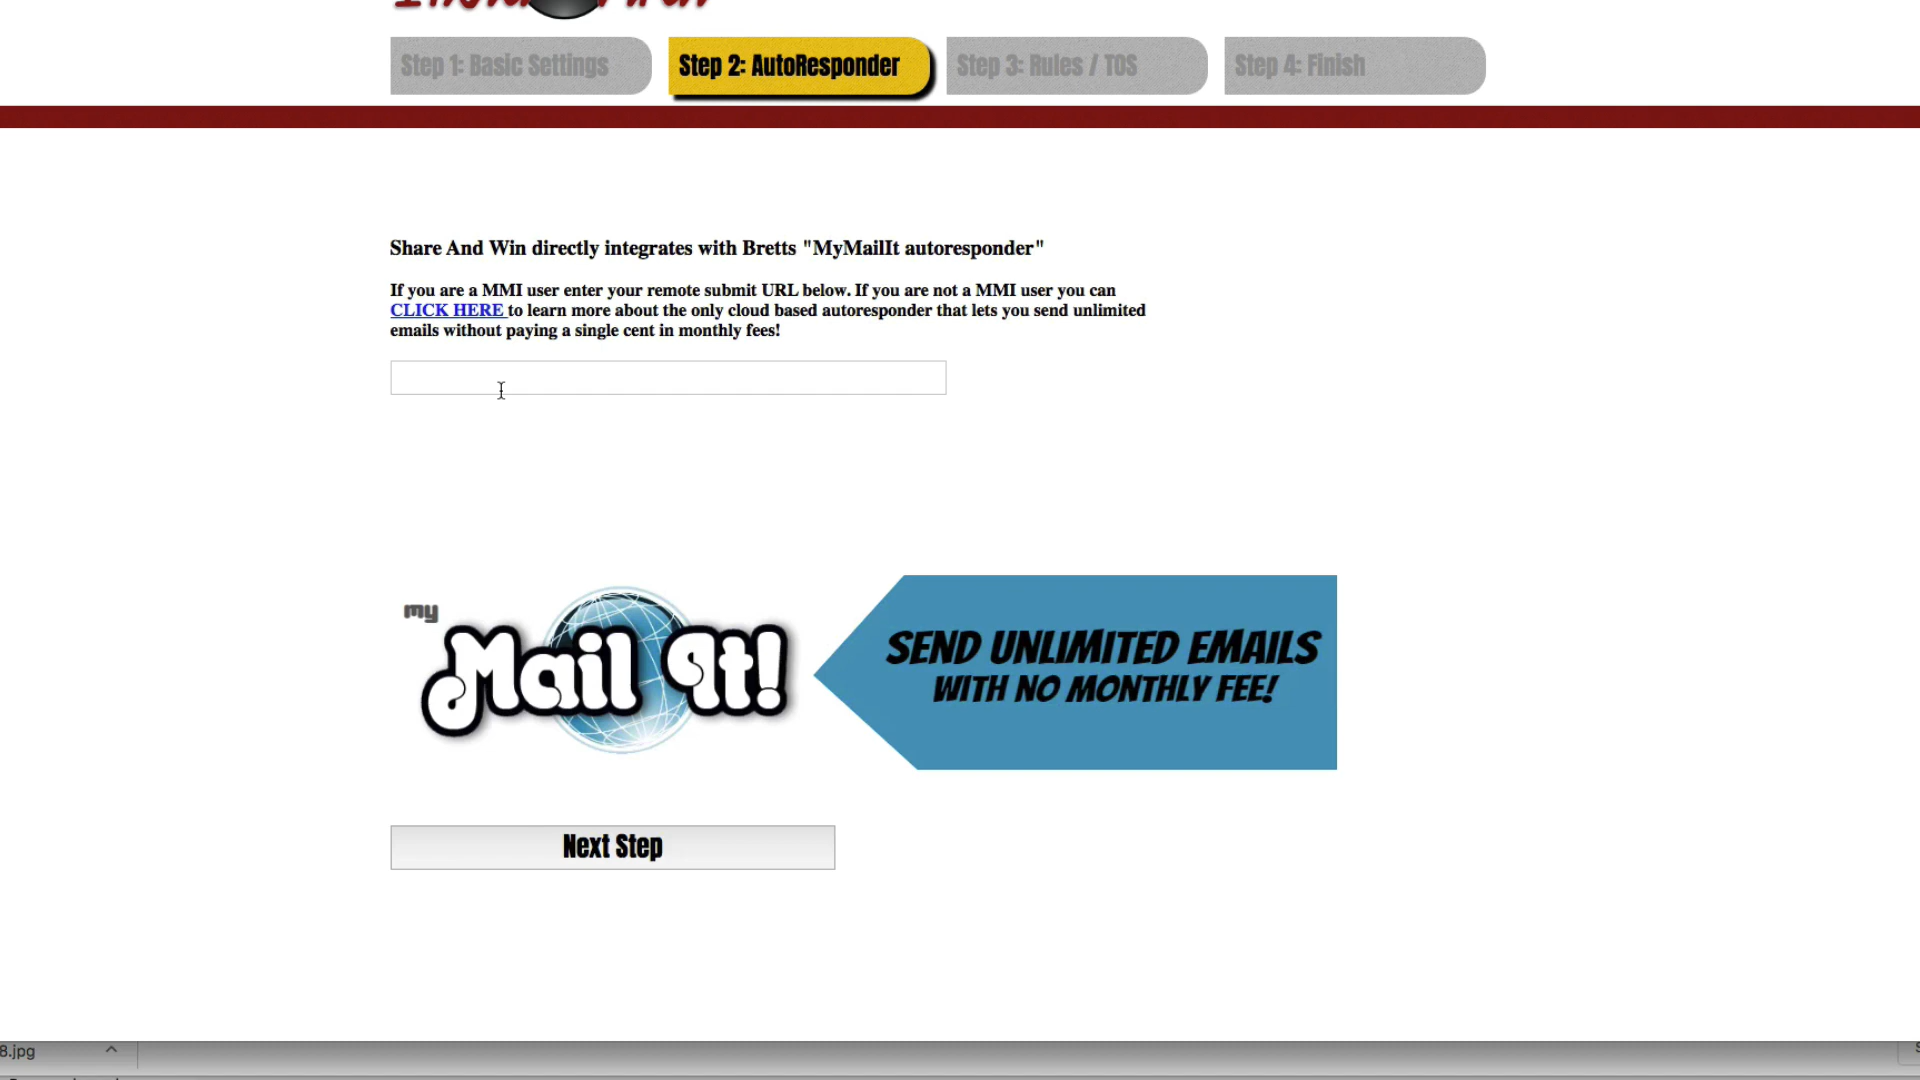 Step 1: Basic Settings
Step 2: AutoResponder
Step 3: Rules / TOS
Step 4: Finish
Share And Win directly integrates with Bretts "MyMailIt autoresponder"
If you are a MMI user enter your remote submit URL below. If you are not a MMI user you can
CLICK HERE to learn more about the only cloud based autoresponder that lets you send unlimited
emails without paying a single cent in monthly fees!
my
Mail It!
SEND UNLIMITED EMAILS
WITH NO MONTHLY FEE!
Next Step
8.jpg